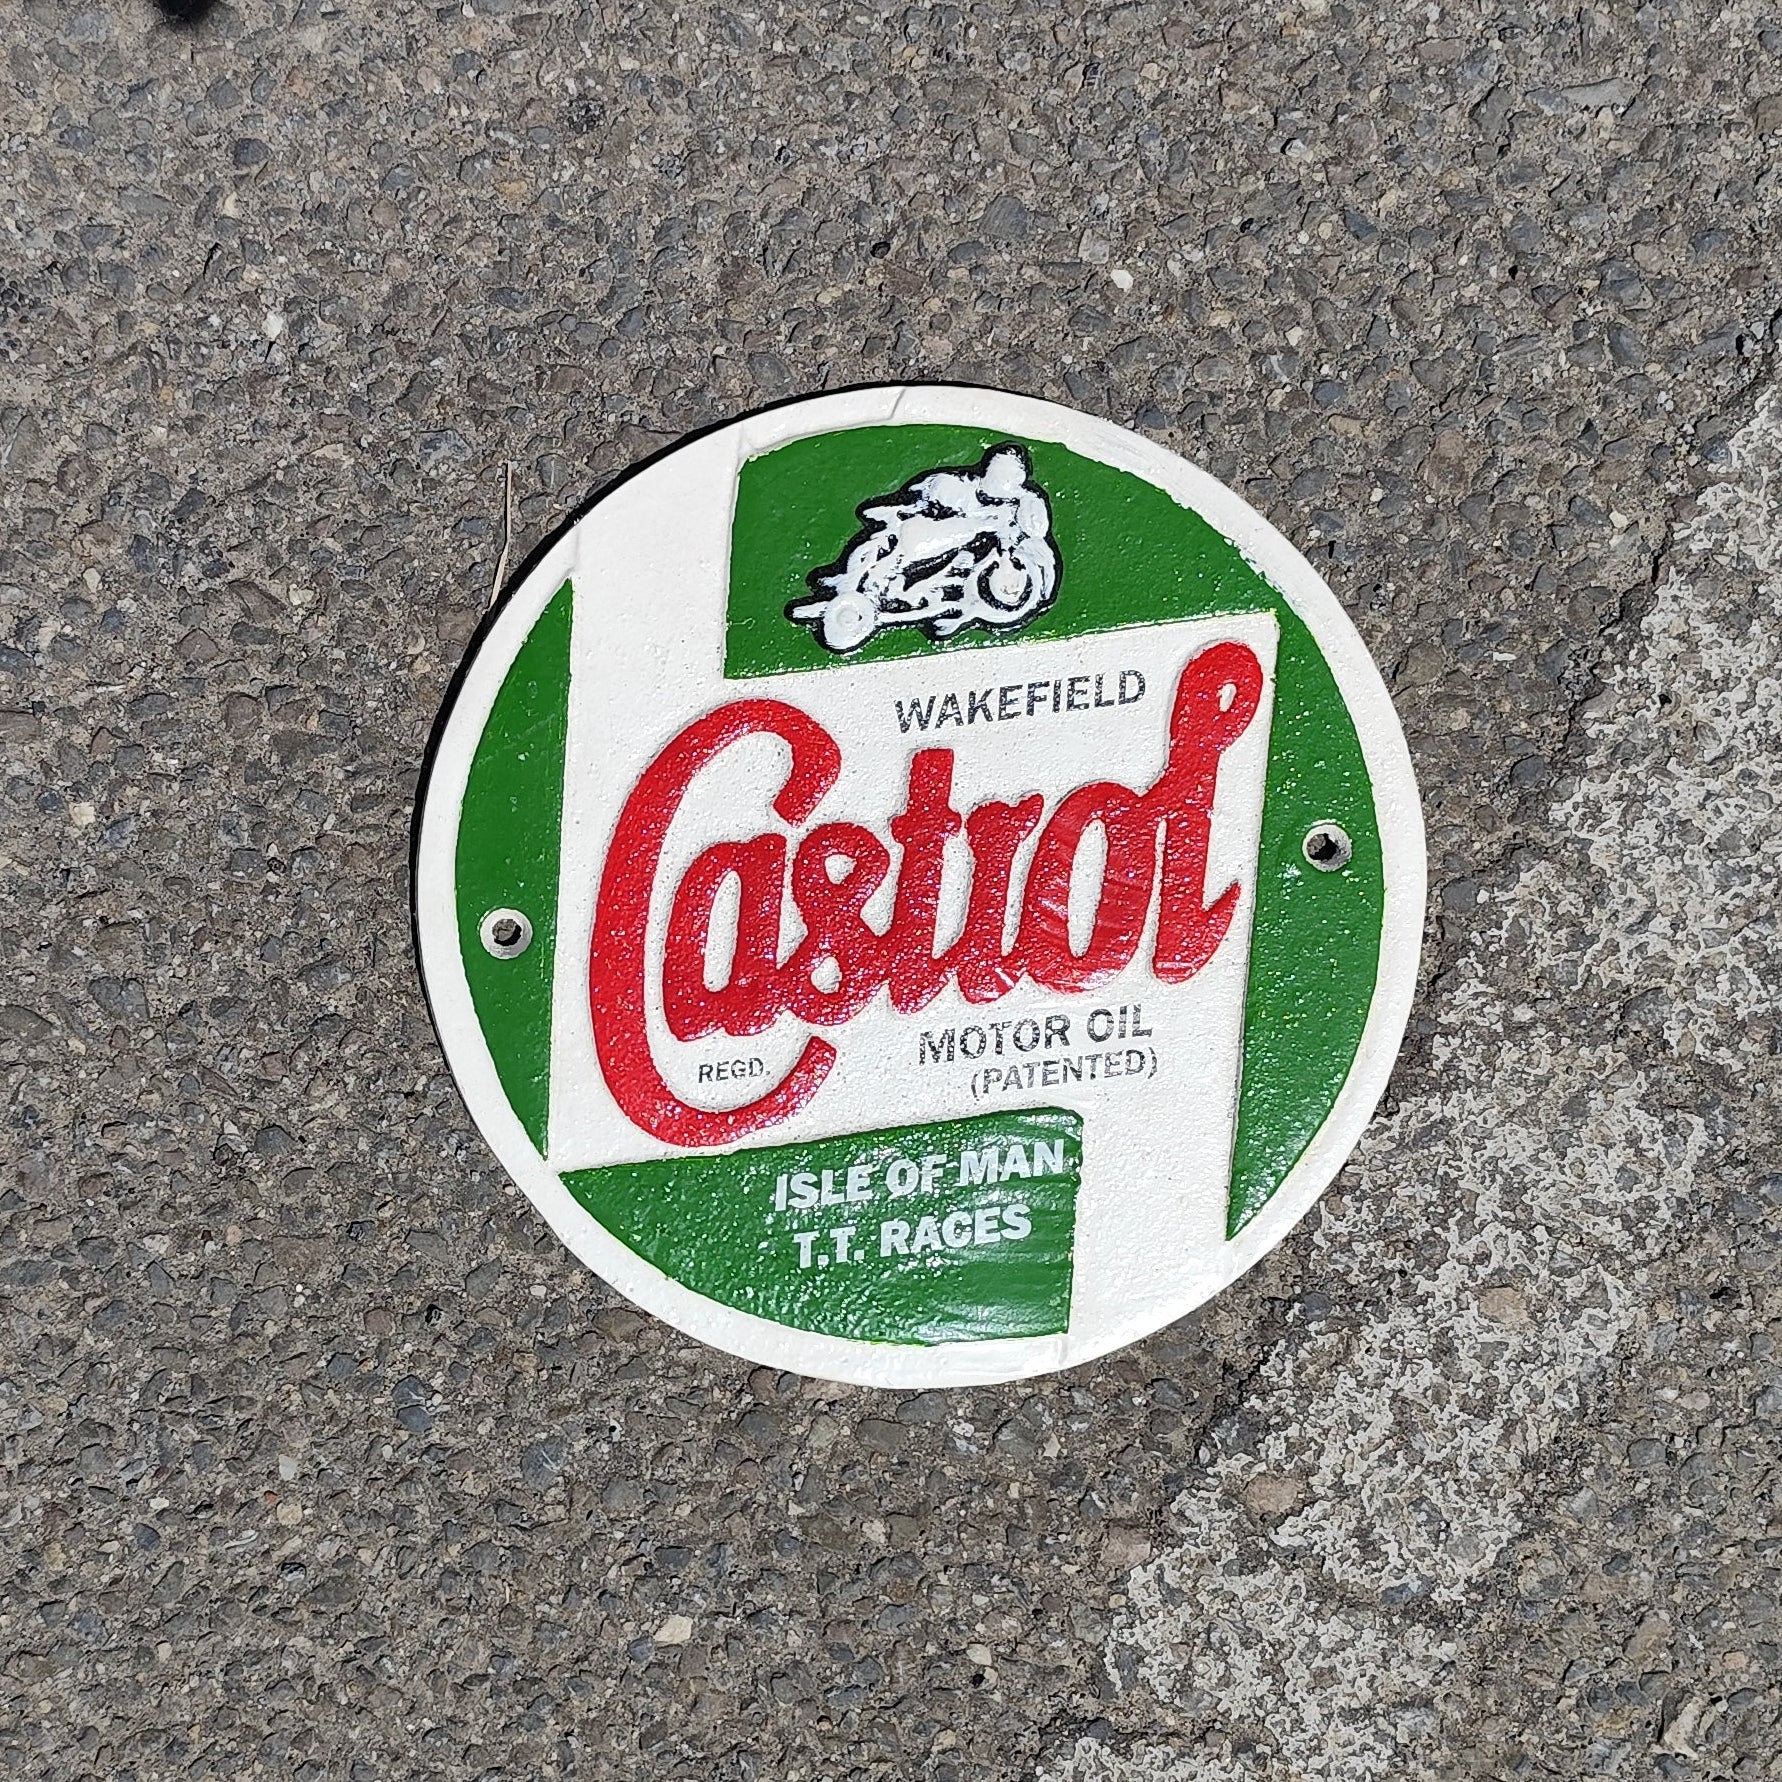 WAKEFIELD
Castrol
MOTOR OIL
REGD. (PATENTED)
ISLE OF MAN
T.T. RACES